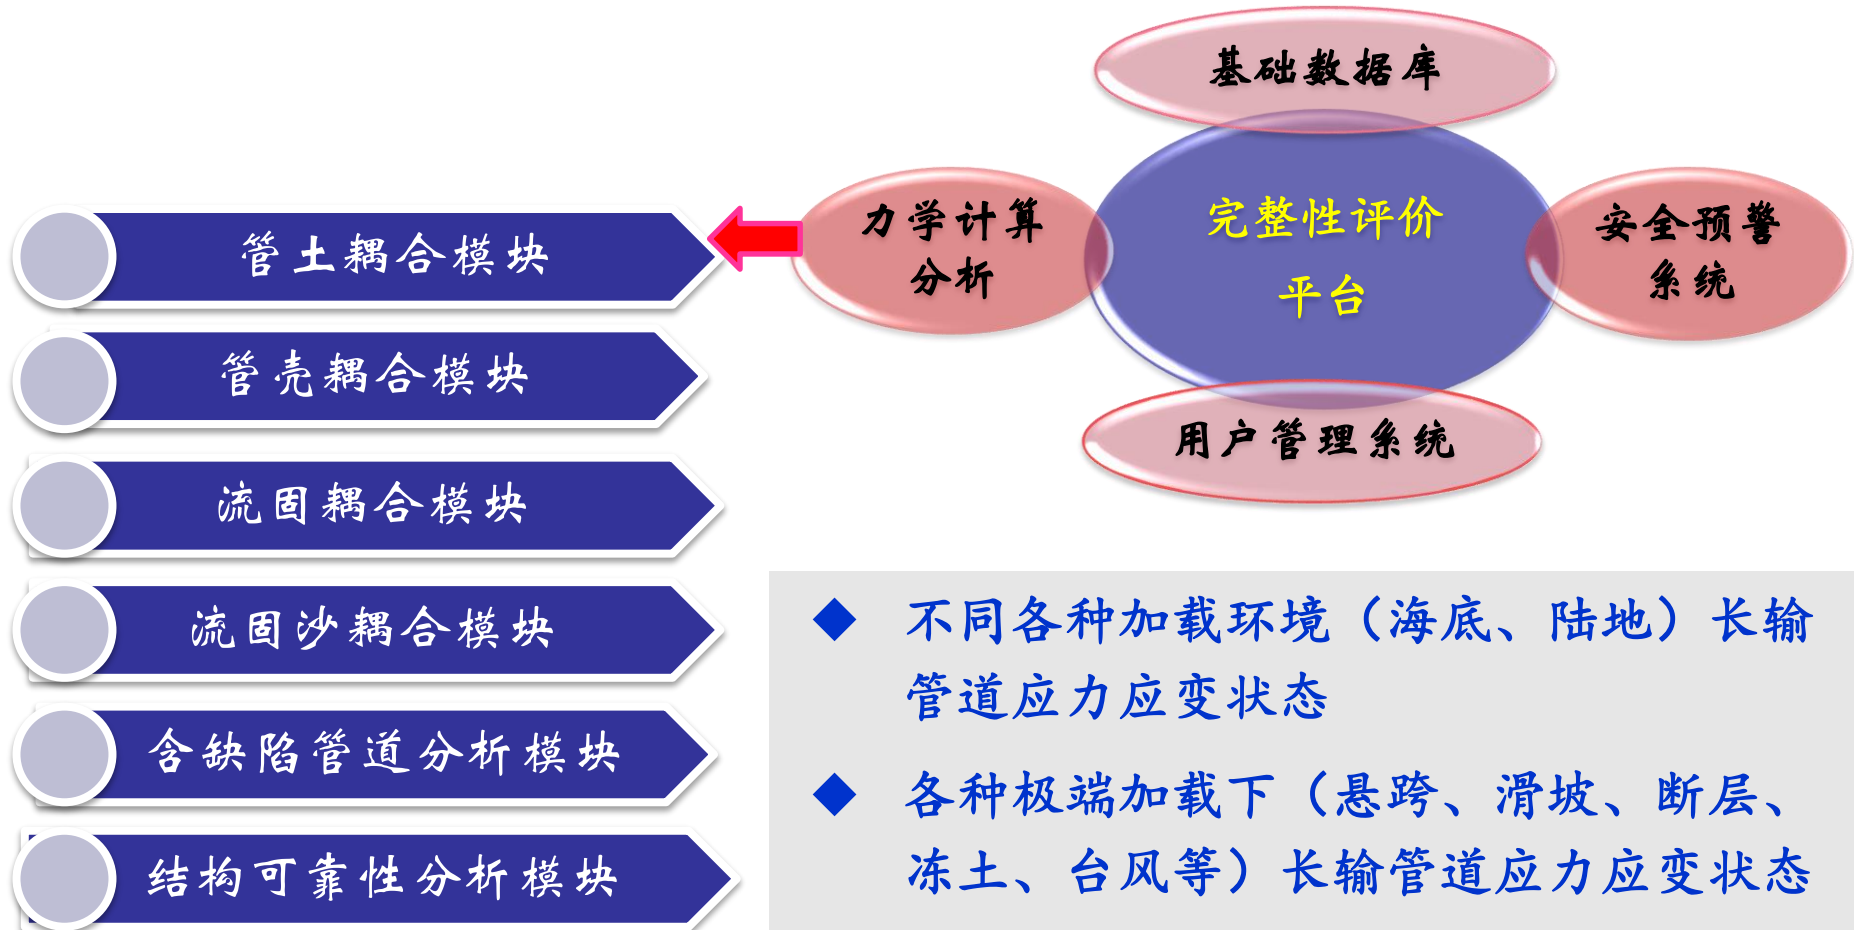 基础数据库
力学计算
分析
完整性评价
平台
安全预警
系统
用户管理系统
管土耦合模块
管壳耦合模块
流固耦合模块
流固沙耦合模块
含缺陷管道分析模块
结构可靠性分析模块
不同各种加载环境（海底、陆地）长输
管道应力应变状态
各种极端加载下（悬跨、滑坡、断层、
冻土、台风等）长输管道应力应变状态